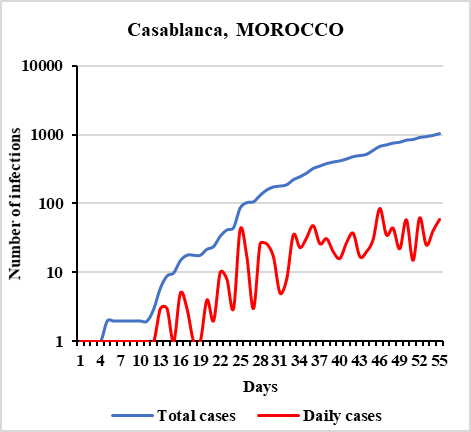 Casablanca, MOROCCO
Number of infections
10000
1000
100
10
1
1 4 7 10 13 16 19 22 25 28 31 34 37 40 43 46 49 52 55
Days
Total cases Daily cases